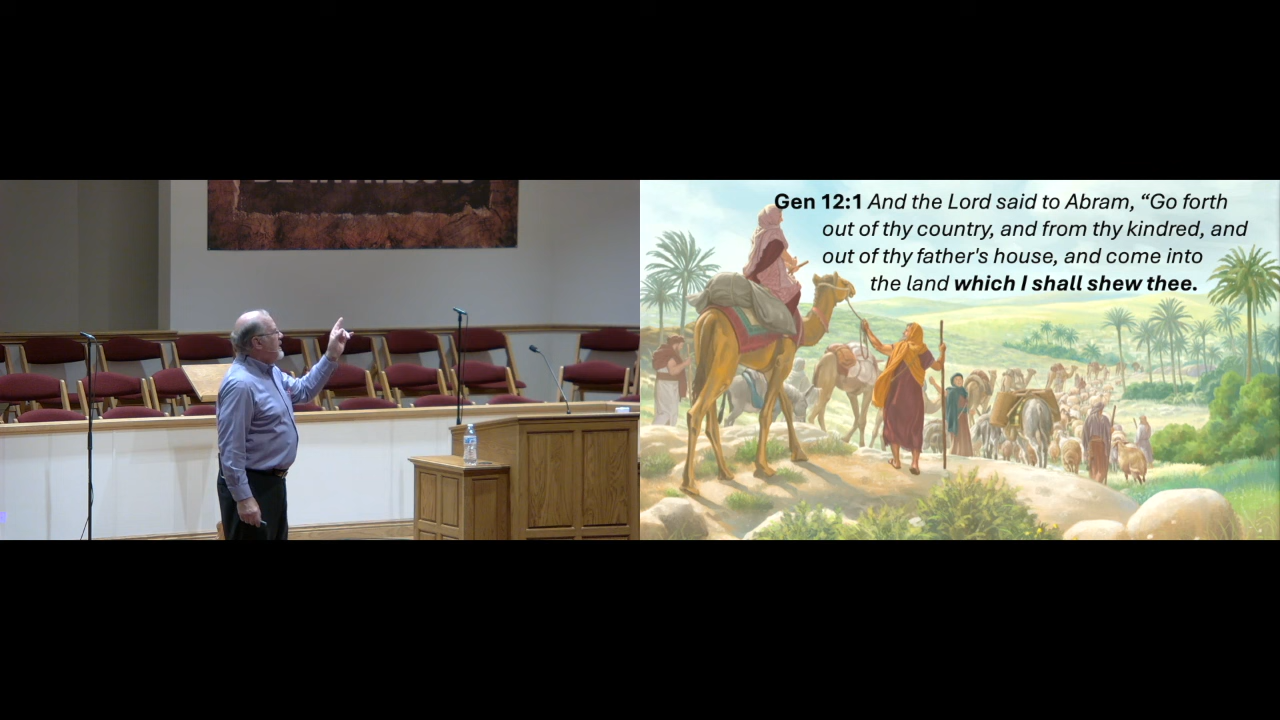 Gen 12:1 And the Lord said to Abram, “Go forth
out of thy country, and from thy kindred, and
out of thy father's house, and come into
the land which I shall shew thee.